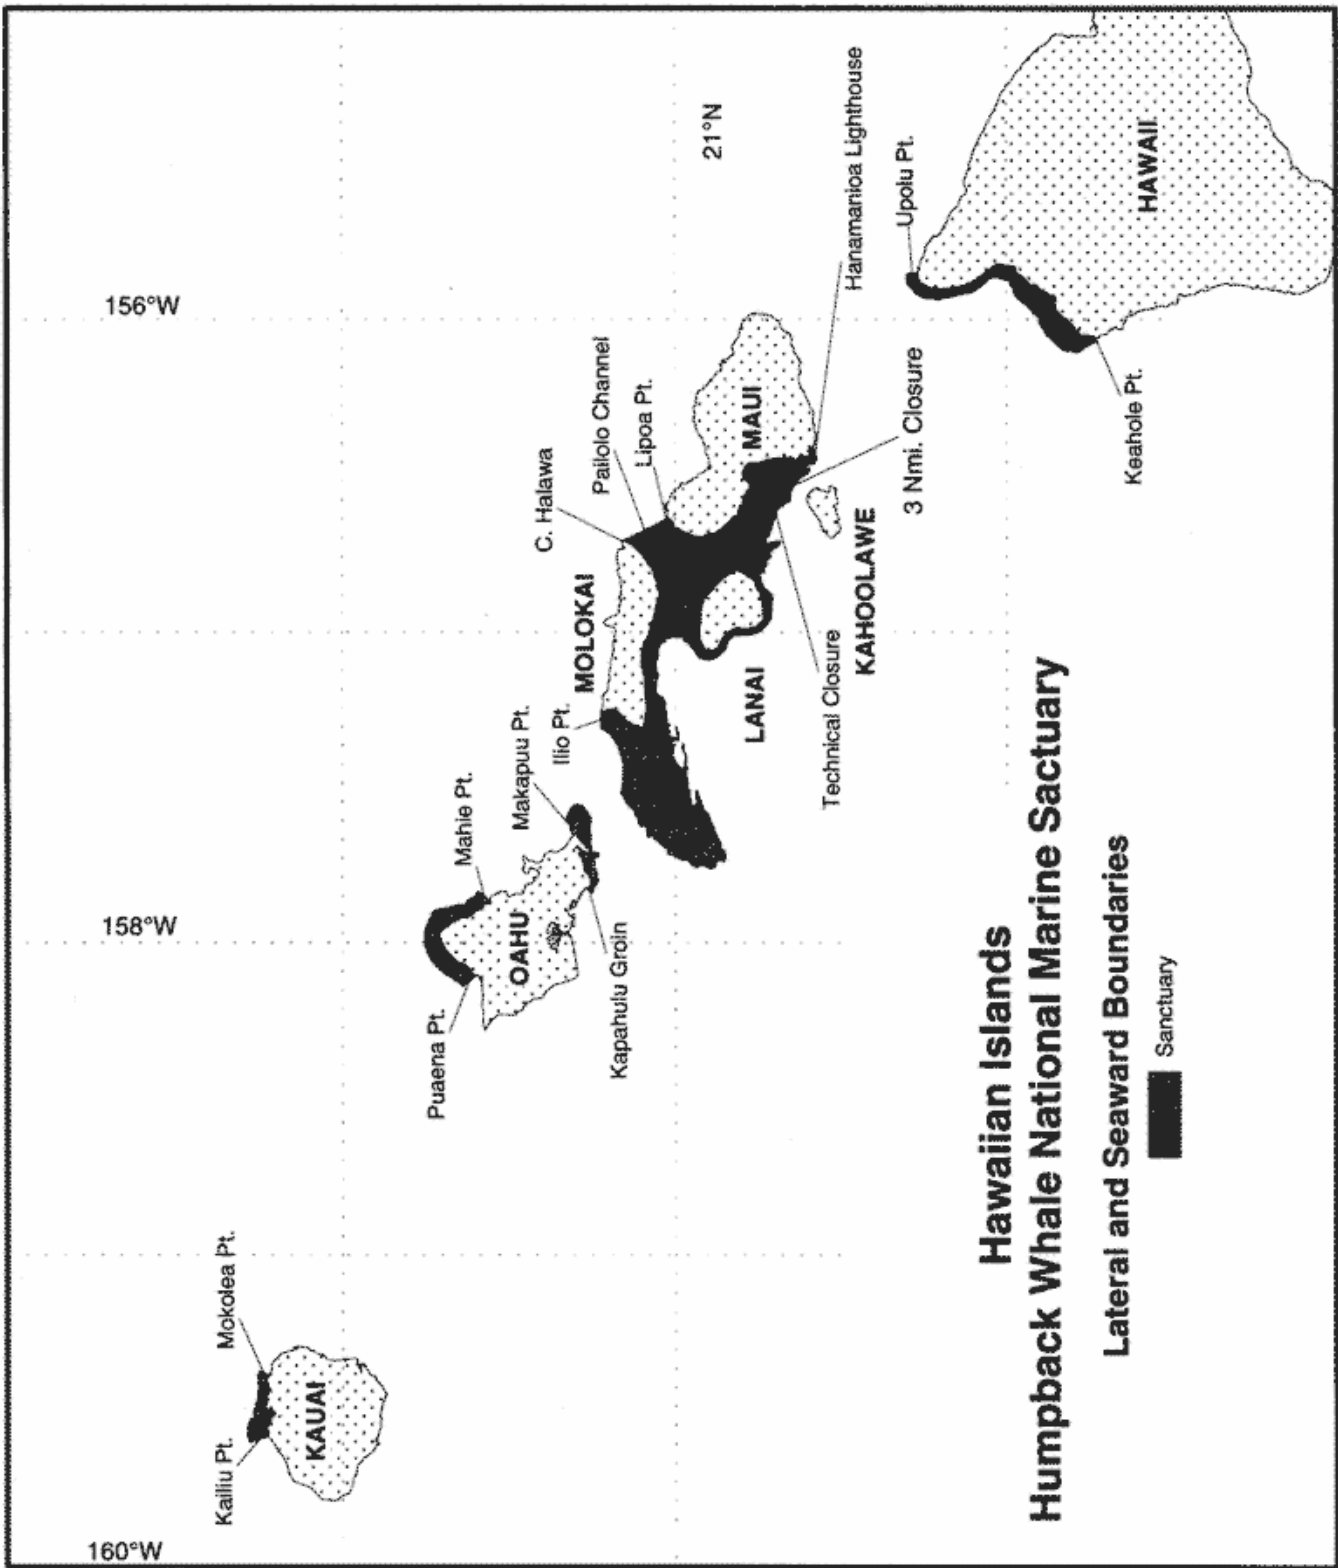 160°W
158°W
156°W
21°N
Kailiu Pt.
Mokolea Pt.
KAUAI
Puaena Pt.
Mahie Pt.
OAHU
Makapuu Pt.
Kapahulu Groin
Ilio Pt.
MOLOKAI
C. Halawa
Pailolo Channel
Lipoa Pt.
MAUI
LANAI
KAHOOLAWE
Technical Closure
3 Nmi. Closure
Hanamanioa Lighthouse
Upolu Pt.
HAWAII
Keahole Pt.
Hawaiian Islands
Humpback Whale National Marine Sactuary
Lateral and Seaward Boundaries
Sanctuary